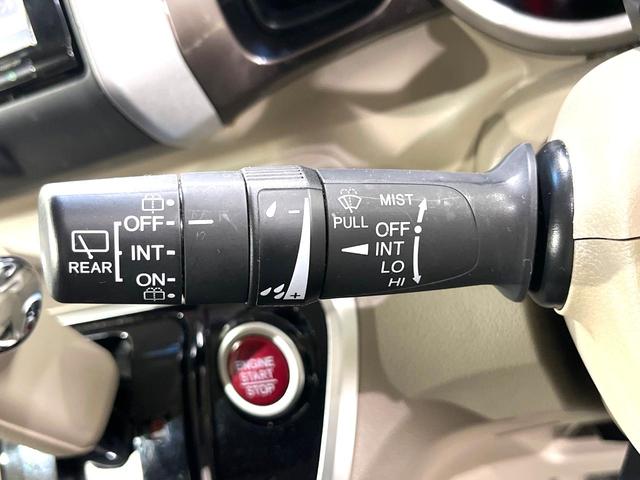 REAR
OFF
INT
ON
- +
PULL
MIST
OFF
INT
LO
HI
ENGINE
START
STOP